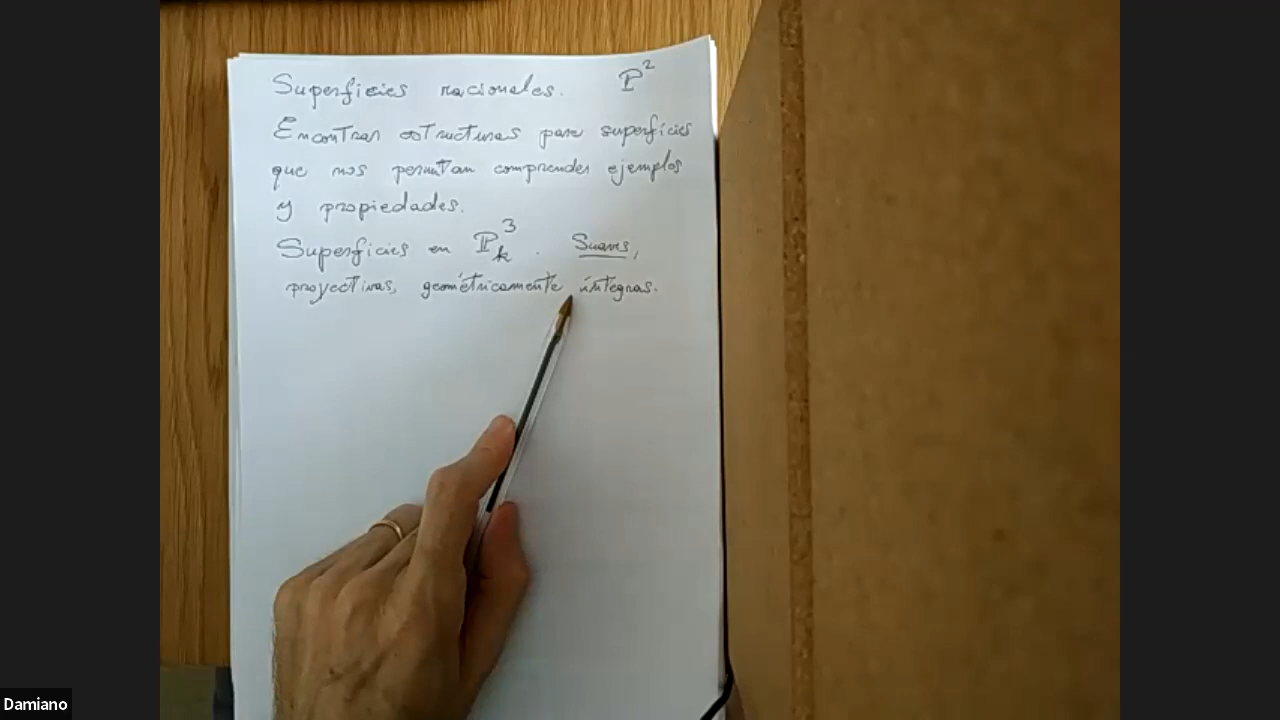 Superficies racionales. ℙ²
Encontrar estructuras para superficies
que nos permitan comprender ejemplos
y propiedades.
Superficies en ℙ³ₖ. Suaves,
proyectivas, geométricamente íntegras.
Damiano